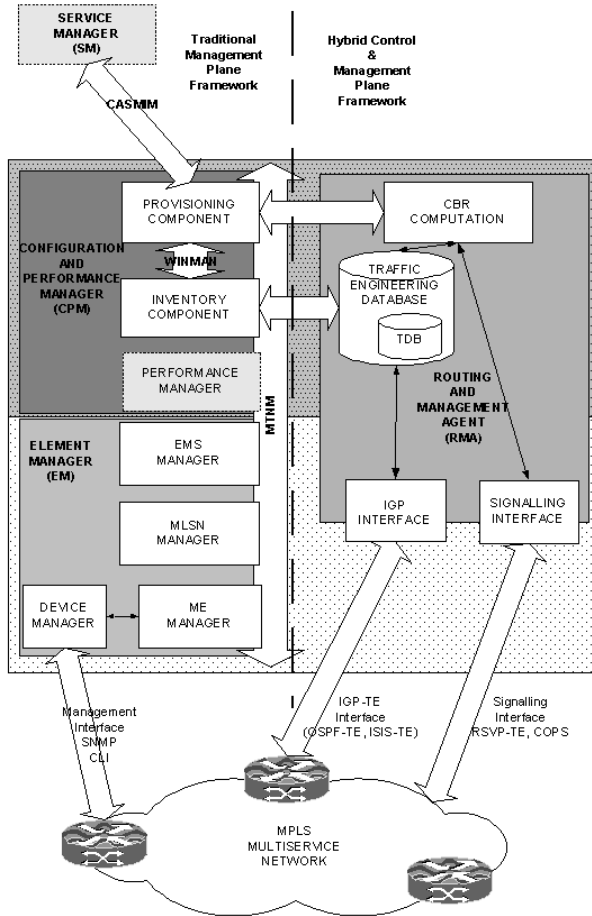 SERVICE
MANAGER
(SM)
Traditional
Management
Plane
Framework
Hybrid Control
&
Management
Plane
Framework
CASMIM
PROVISIONING
COMPONENT
CBR
COMPUTATION
CONFIGURATION
AND
PERFORMANCE
MANAGER
(CPM)
WINMAN
INVENTORY
COMPONENT
TRAFFIC
ENGINEERING
DATABASE
TDB
PERFORMANCE
MANAGER
MTNM
ROUTING
AND
MANAGEMENT
AGENT
(RMA)
ELEMENT
MANAGER
(EM)
EMS
MANAGER
MLSN
MANAGER
IGP
INTERFACE
SIGNALLING
INTERFACE
DEVICE
MANAGER
ME
MANAGER
Management
Interface
SNMP
CLI
IGP-TE
Interface
(OSPF-TE, ISIS-TE)
Signalling
Interface
RSVP-TE, COPS
MPLS
MULTISERVICE
NETWORK